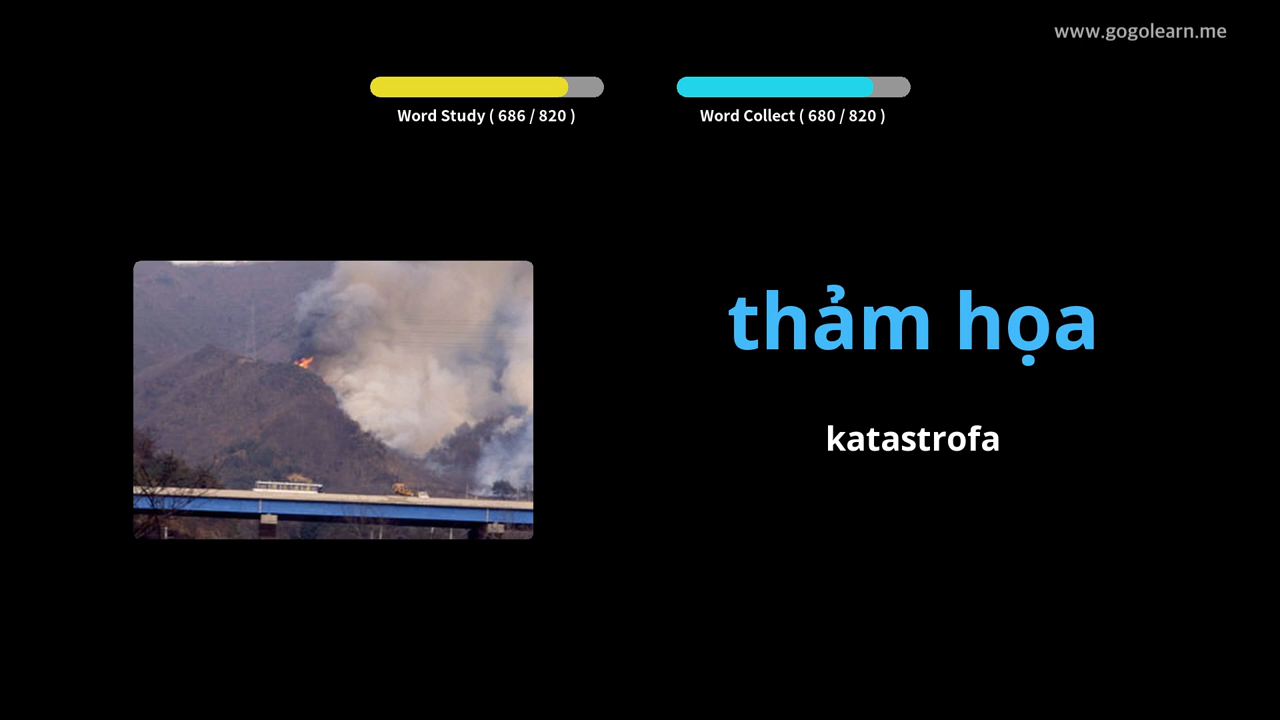 www.gogolearn.me
Word Study ( 686 / 820 )
Word Collect ( 680 / 820 )
thảm họa
katastrofa